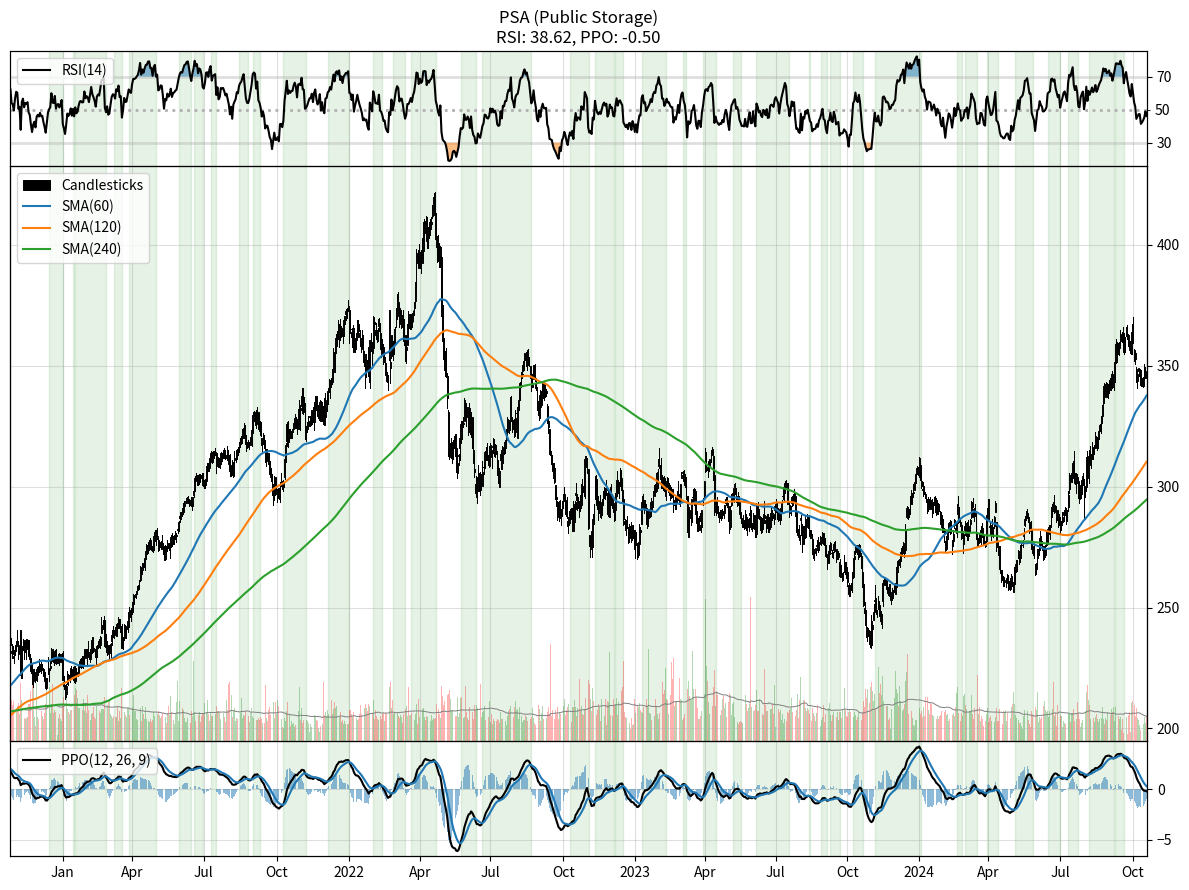 PSA (Public Storage)
RSI: 38.62, PPO: -0.50
RSI(14)
70
50
30
Candlesticks
SMA(60)
SMA(120)
SMA(240)
400
350
300
250
200
PPO(12, 26, 9)
0
−5
Jan Apr Jul Oct 2022 Apr Jul Oct 2023 Apr Jul Oct 2024 Apr Jul Oct